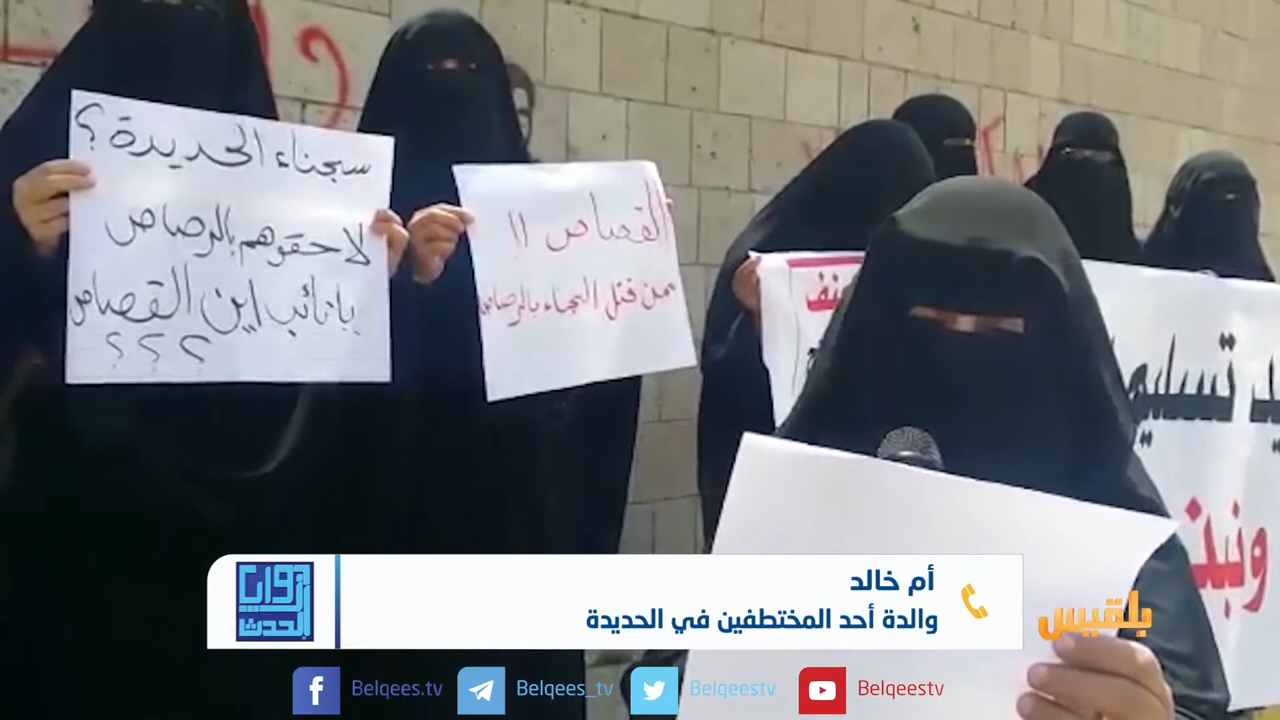 سجناء الحديدة؟
لاحقوهم بالرصاص
يا نائب اين القصاص
؟؟؟
القصاص !!
ممن قتل السجناء بالرصاص
تسليم
ونبذ
أم خالد
والدة أحد المختطفين في الحديدة
بلقيس
الحدث
Belqees.tv
Belqees_tv
Belqeestv
Belqeestv